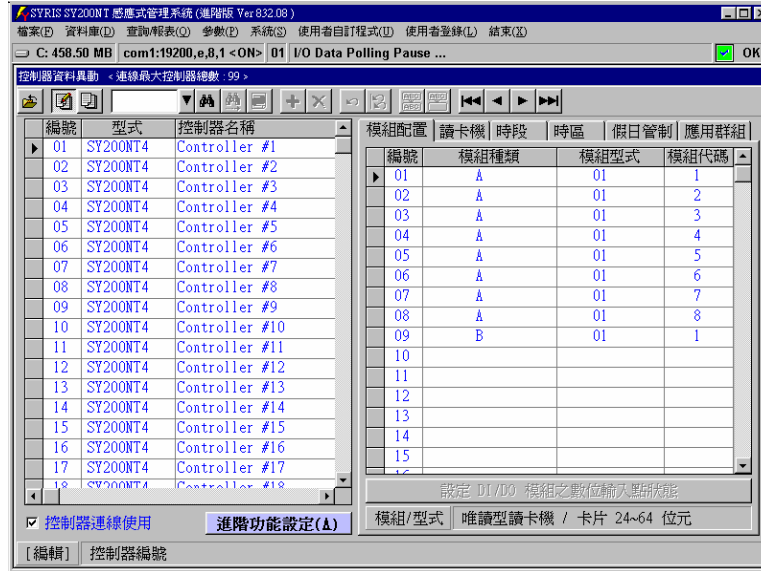 SYRIS SY200NT 感應式管理系統 (進階版 Ver 832.08 )
檔案(F) 資料庫(D) 查詢/報表(Q) 參數(P) 系統(S) 使用者自訂程式(U) 使用者登錄(L) 結束(X)
C: 458.50 MB com1:19200,e,8,1 <ON> 01 I/O Data Polling Pause ... OK
控制器資料異動 < 連線最大控制器總數 : 99 >
編號 型式 控制器名稱
01 SY200NT4 Controller #1
02 SY200NT4 Controller #2
03 SY200NT4 Controller #3
04 SY200NT4 Controller #4
05 SY200NT4 Controller #5
06 SY200NT4 Controller #6
07 SY200NT4 Controller #7
08 SY200NT4 Controller #8
09 SY200NT4 Controller #9
10 SY200NT4 Controller #10
11 SY200NT4 Controller #11
12 SY200NT4 Controller #12
13 SY200NT4 Controller #13
14 SY200NT4 Controller #14
15 SY200NT4 Controller #15
16 SY200NT4 Controller #16
17 SY200NT4 Controller #17
18 SY200NT4 Controller #18
控制器連線使用 進階功能設定(A)
模組配置 讀卡機 時段 時區 假日管制 應用群組
編號 模組種類 模組型式 模組代碼
01 A 01 1
02 A 01 2
03 A 01 3
04 A 01 4
05 A 01 5
06 A 01 6
07 A 01 7
08 A 01 8
09 B 01 1
10
11
12
13
14
15
16
設定 DI/DO 模組之數位輸入點狀態
模組/型式 唯讀型讀卡機 / 卡片 24~64 位元
[編輯] 控制器編號